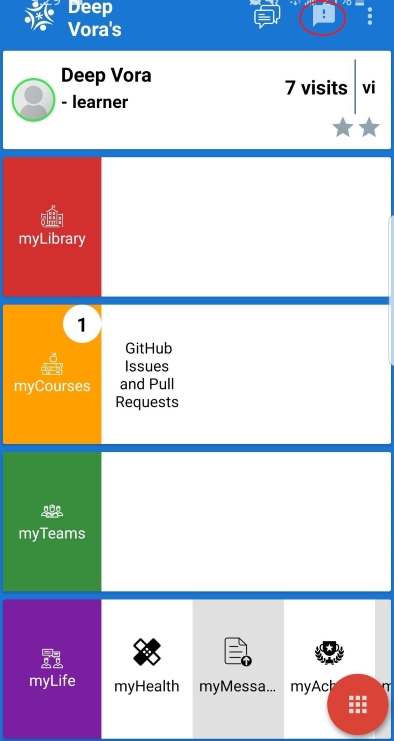 Deep
Vora's
Deep Vora
- learner
7 visits
vi
myLibrary
1
myCourses
GitHub
Issues
and Pull
Requests
myTeams
myLife
myHealth
myMessa...
myAch